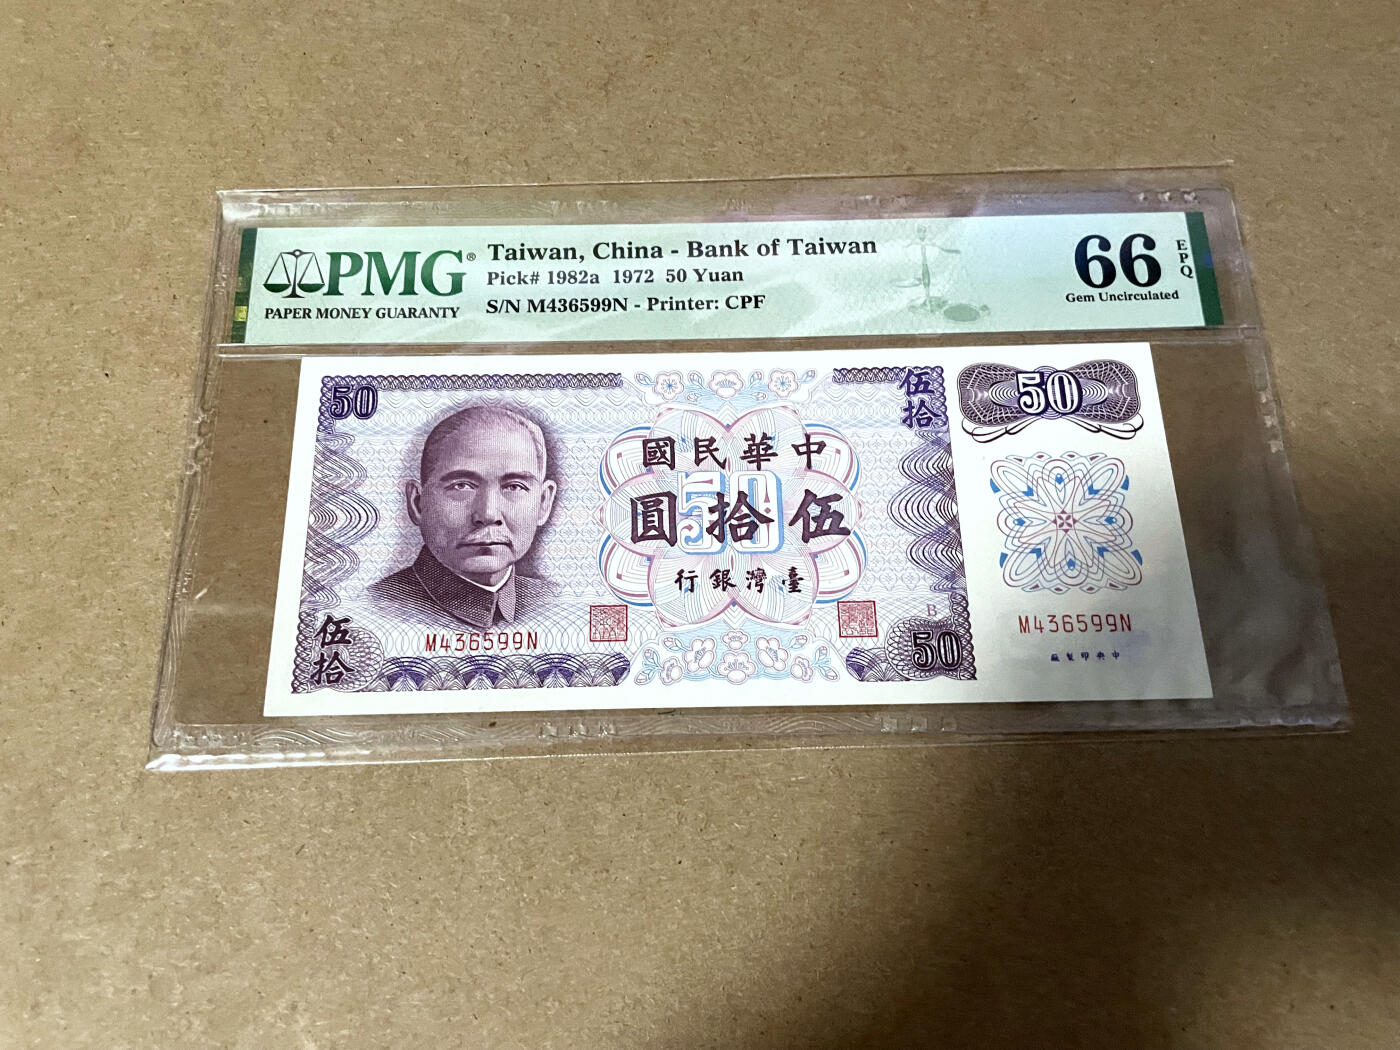 PMG®
PAPER MONEY GUARANTY
Taiwan, China - Bank of Taiwan
Pick# 1982a 1972 50 Yuan
S/N M436599N - Printer: CPF
66
EPQ
Gem Uncirculated
50
伍拾
50
國民華中
50
圓拾伍
行銀灣臺
伍拾
M436599N
B
50
M436599N
廠製印央中